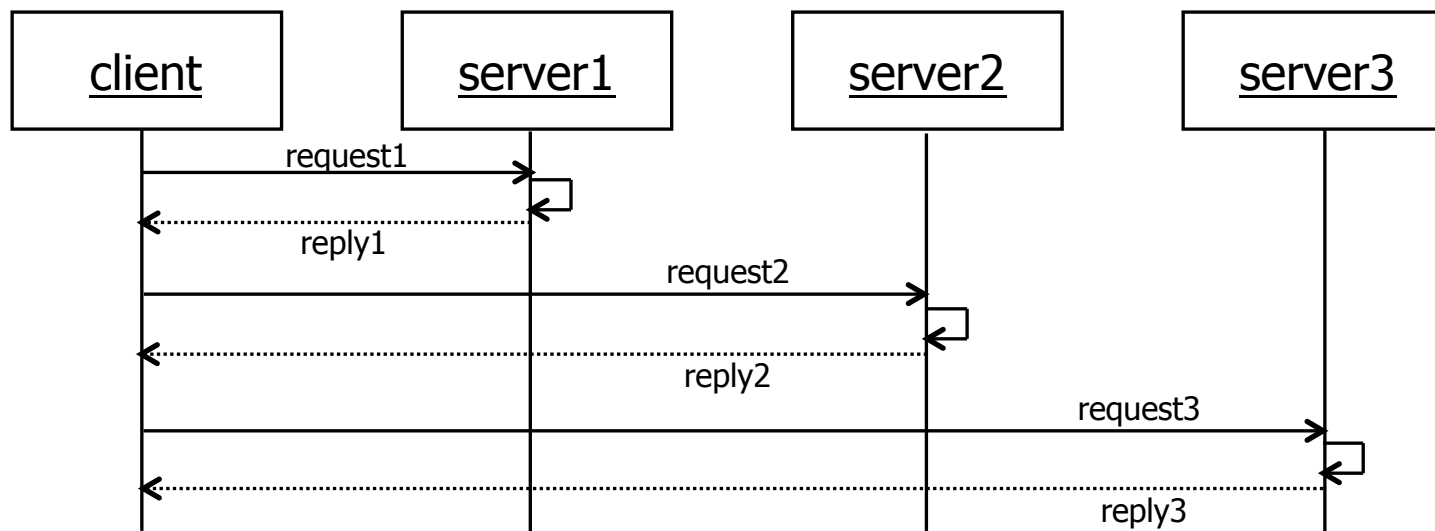 client
server1
server2
server3
request1
reply1
request2
reply2
request3
reply3